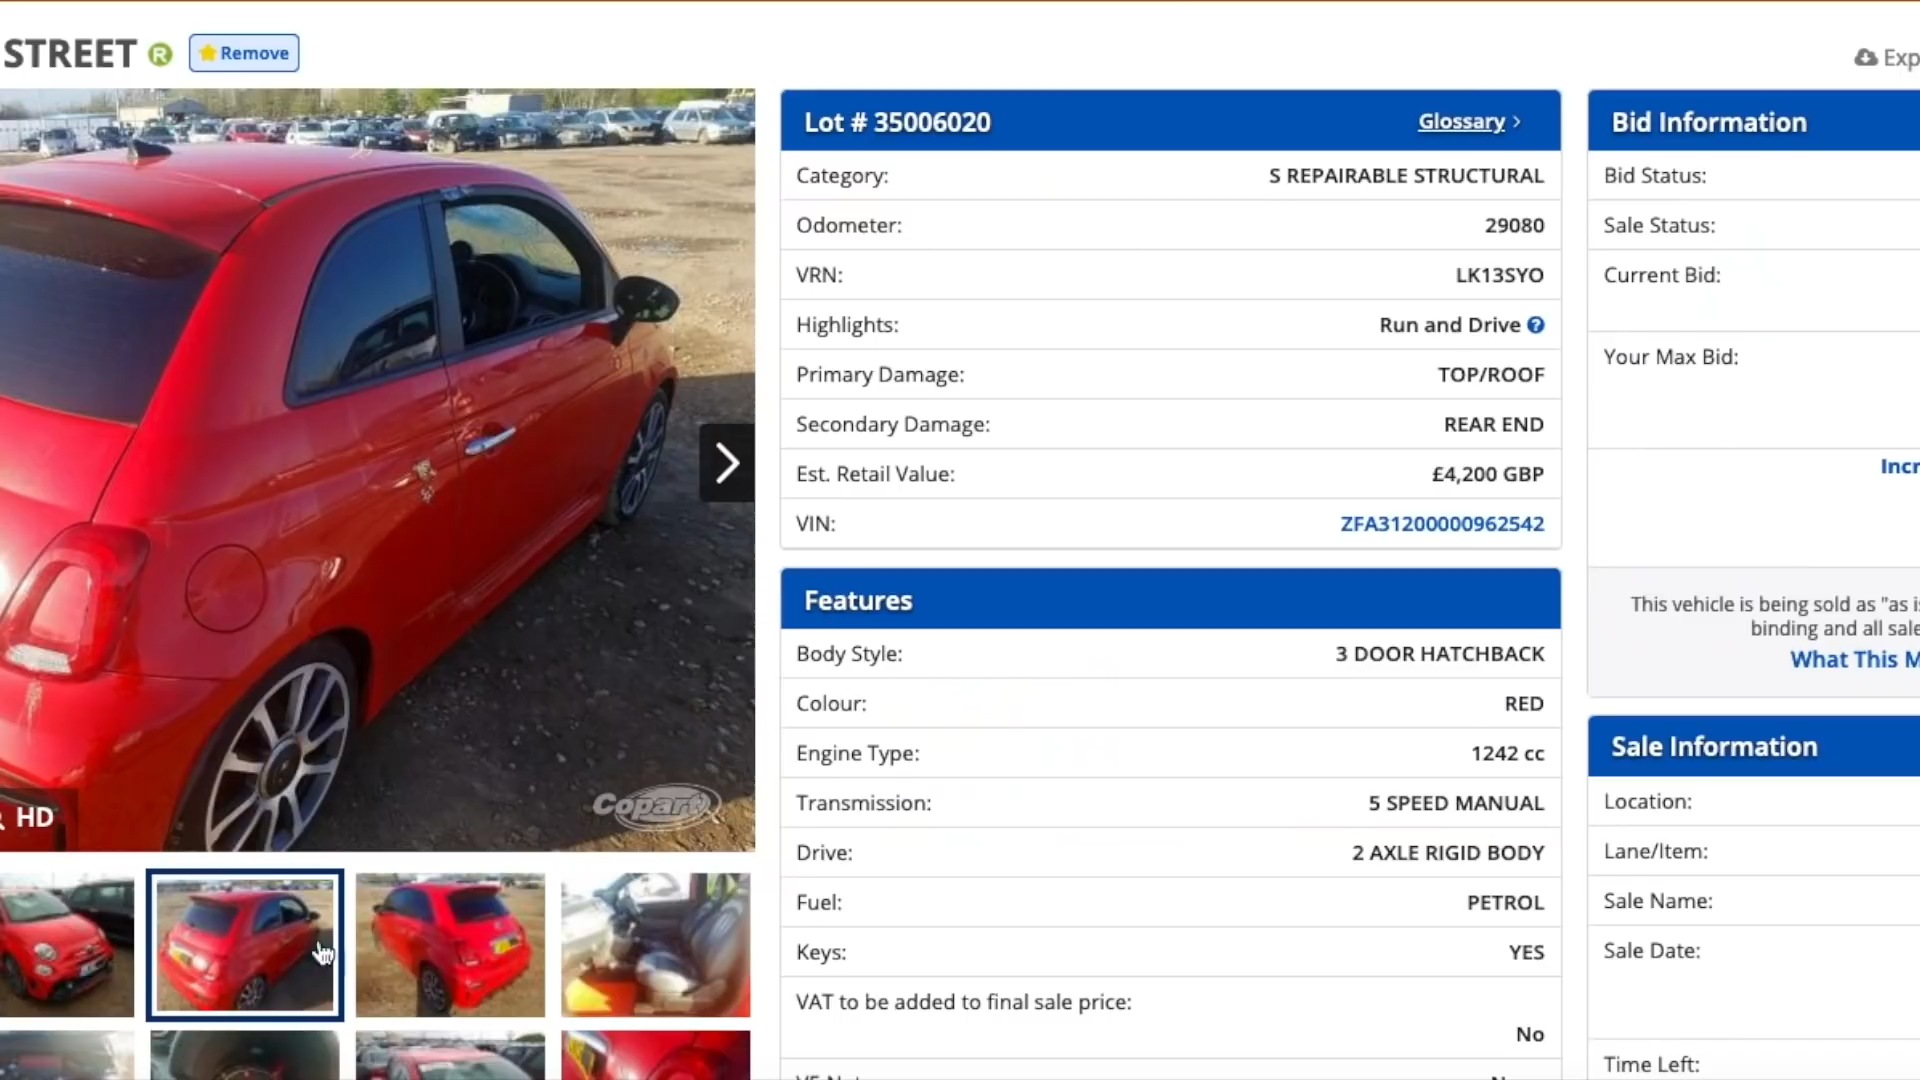 STREET R Remove
Exp
Lot # 35006020 Glossary >
Category: S REPAIRABLE STRUCTURAL
Odometer: 29080
VRN: LK13SYO
Highlights: Run and Drive ?
Primary Damage: TOP/ROOF
Secondary Damage: REAR END
Est. Retail Value: £4,200 GBP
VIN: ZFA31200000962542
Features
Body Style: 3 DOOR HATCHBACK
Colour: RED
Engine Type: 1242 cc
Transmission: 5 SPEED MANUAL
Drive: 2 AXLE RIGID BODY
Fuel: PETROL
Keys: YES
VAT to be added to final sale price:
No
Bid Information
Bid Status:
Sale Status:
Current Bid:
Your Max Bid:
Incr
This vehicle is being sold as "as is
binding and all sale
What This M
Sale Information
Location:
Lane/Item:
Sale Name:
Sale Date:
Time Left:
HD
Copart